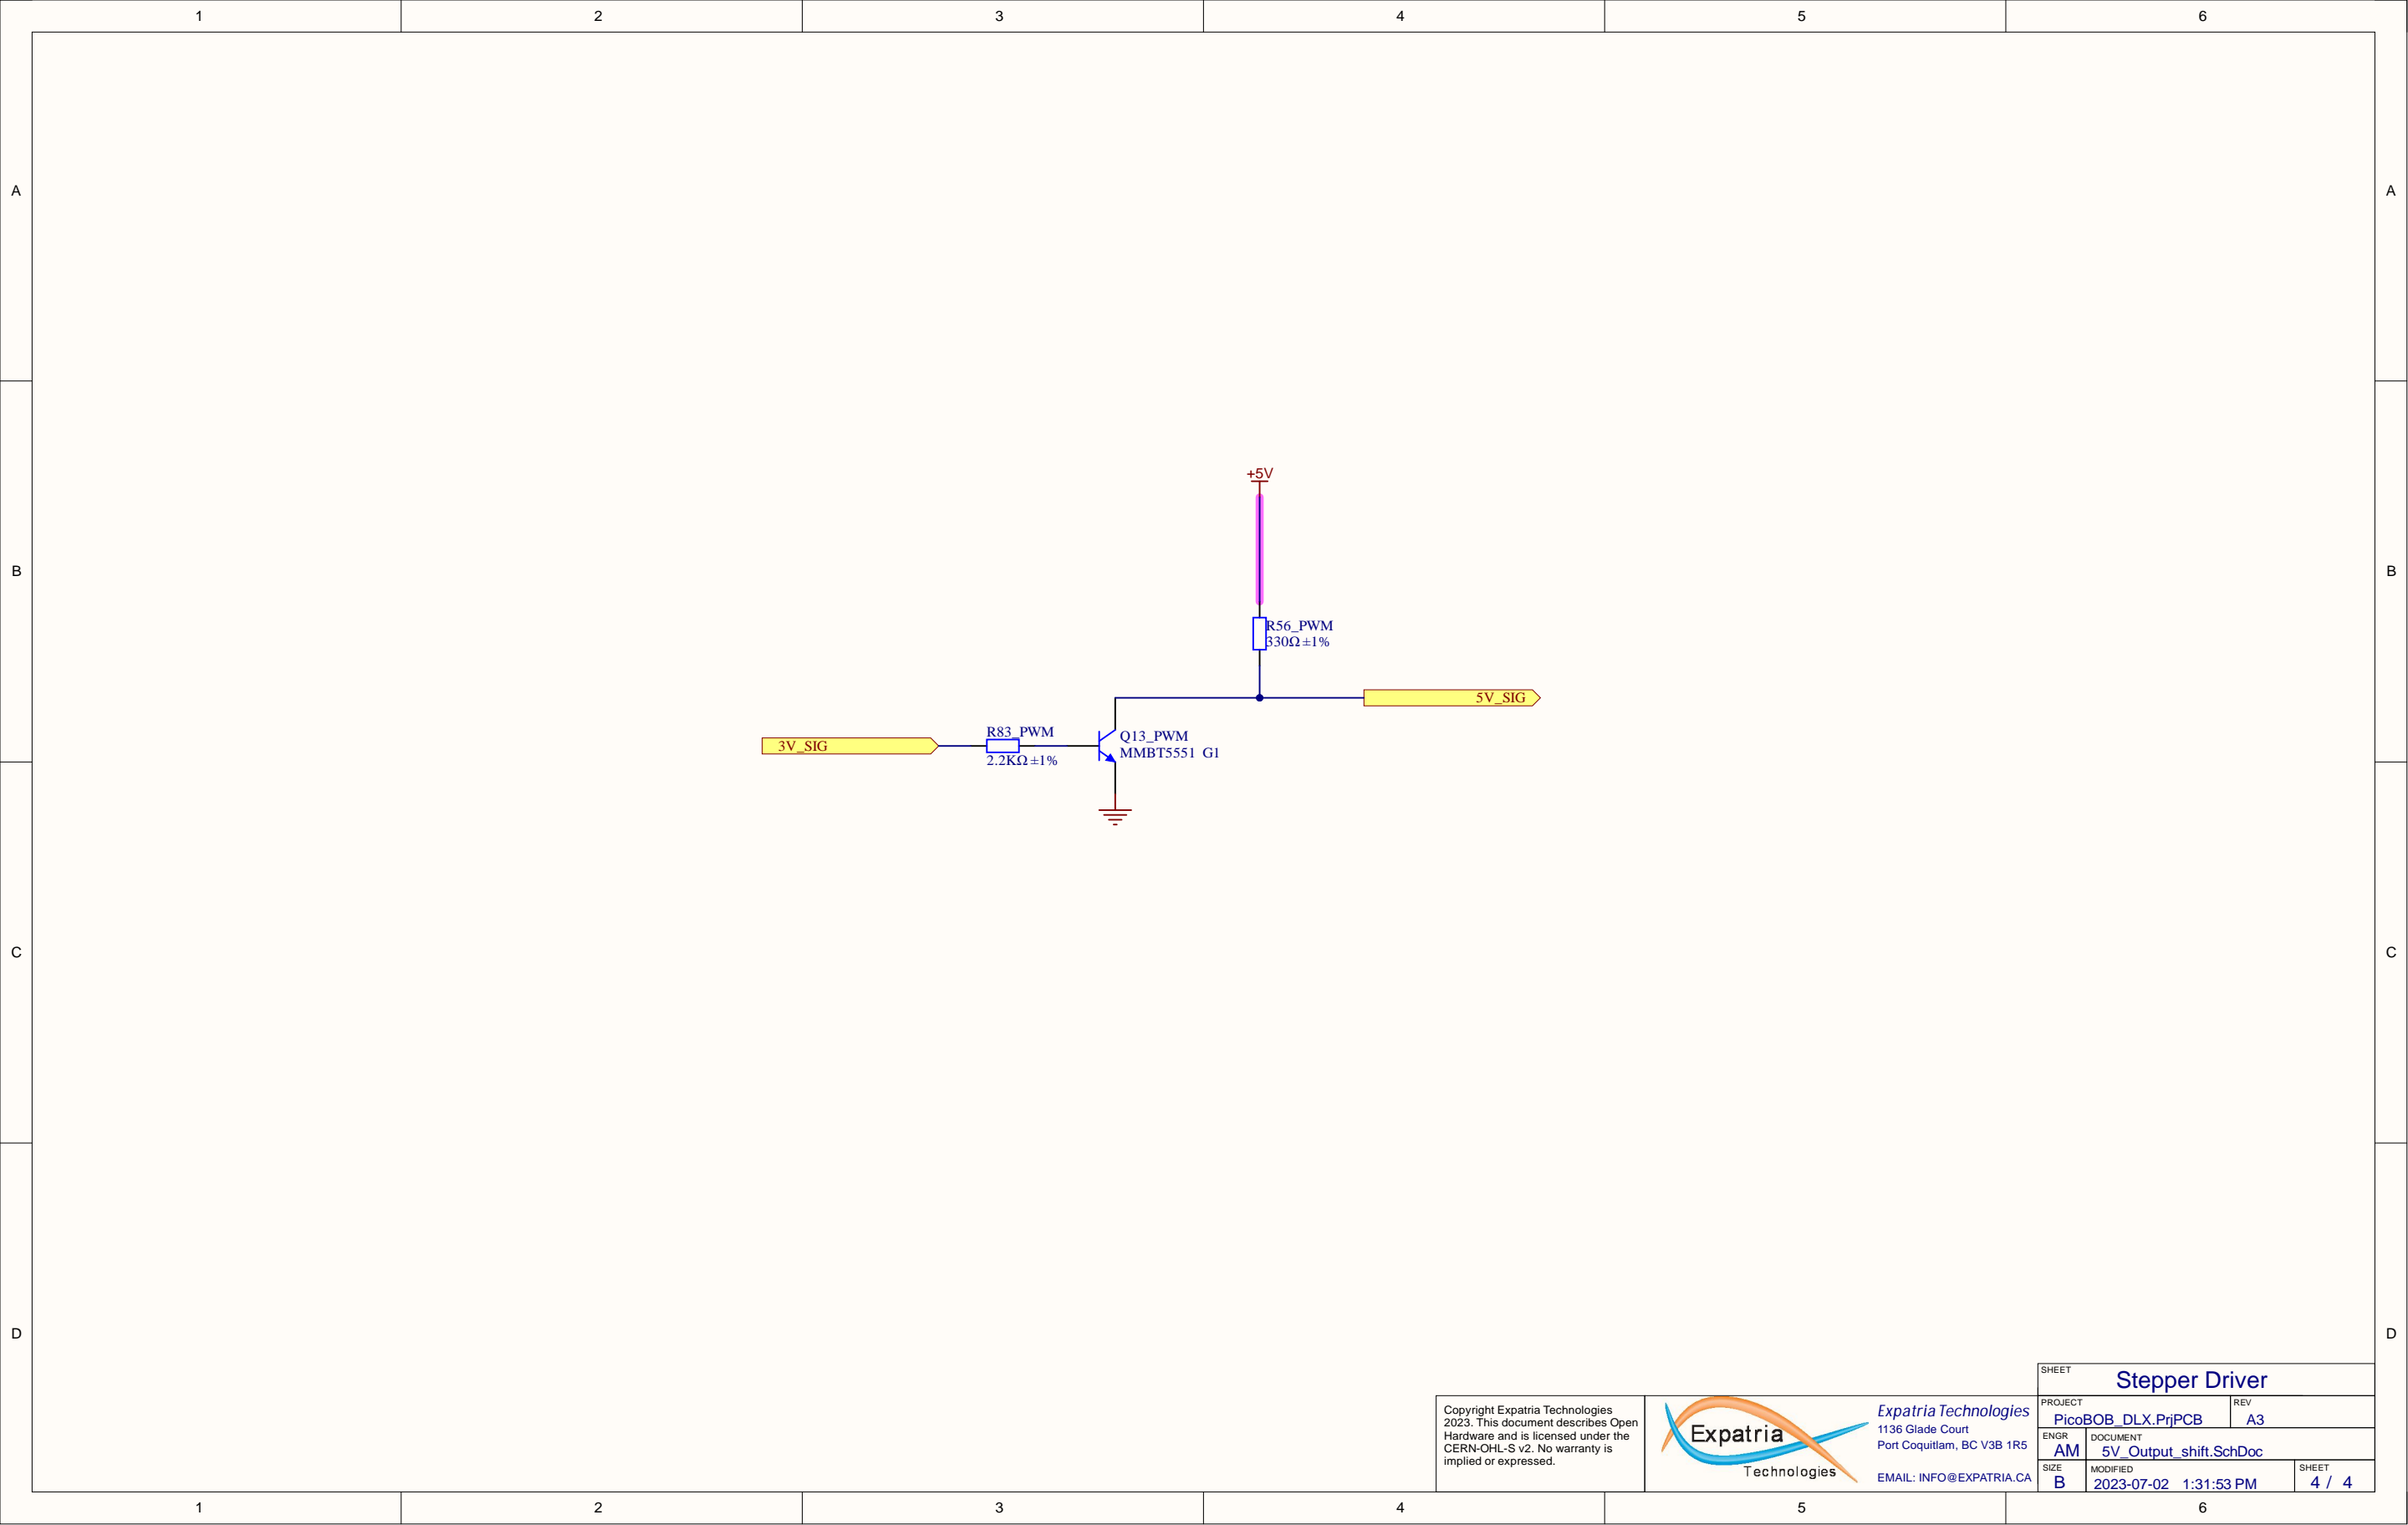 1 2 3 4 5 6
A A
+5V
B B
R56_PWM
330Ω ±1%
5V_SIG
3V_SIG
R83_PWM
2.2KΩ ±1%
Q13_PWM
MMBT5551 G1
C C
D D
SHEET
Stepper Driver
Copyright Expatria Technologies
2023. This document describes Open
Hardware and is licensed under the
CERN-OHL-S v2. No warranty is
implied or expressed.
Expatria
Technologies
Expatria Technologies
1136 Glade Court
Port Coquitlam, BC V3B 1R5
EMAIL: INFO@EXPATRIA.CA
PROJECT
PicoBOB_DLX.PrjPCB
REV
A3
ENGR
AM
DOCUMENT
5V_Output_shift.SchDoc
SIZE
B
MODIFIED
2023-07-02 1:31:53 PM
SHEET
4 / 4
1 2 3 4 5 6